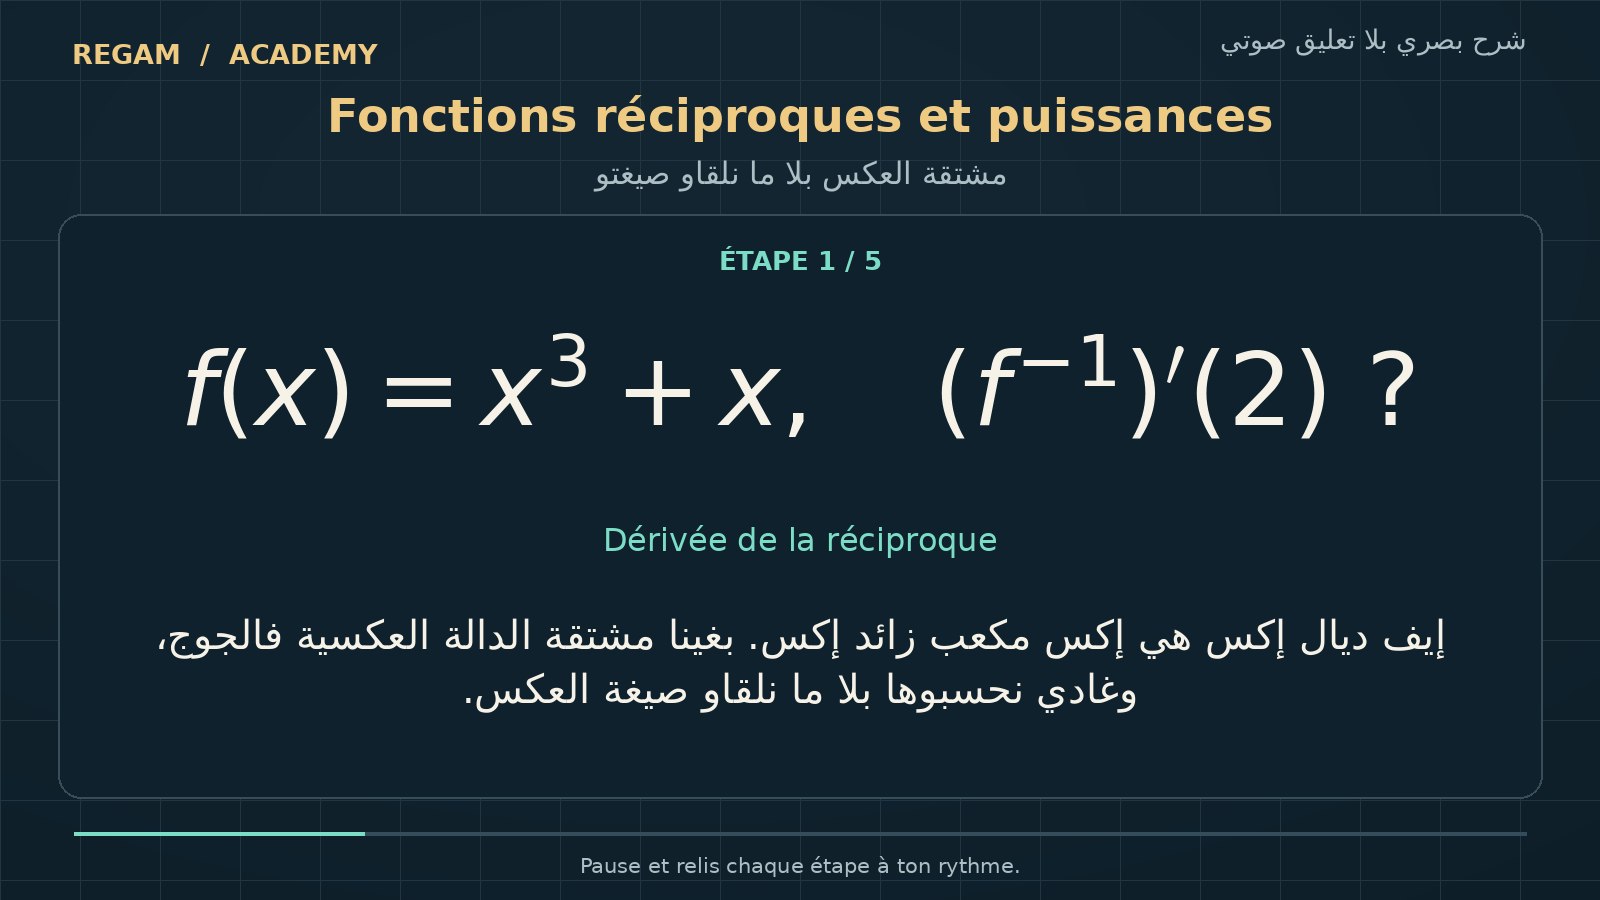 REGAM / ACADEMY
شرح بصري بلا تعليق صوتي
Fonctions réciproques et puissances
مشتقة العكس بلا ما نلقاو صيغتو
ÉTAPE 1 / 5
f(x) = x³ + x, (f⁻¹)′(2) ?
Dérivée de la réciproque
إيف ديال إكس هي إكس مكعب زائد إكس. بغينا مشتقة الدالة العكسية فالجوج،
وغادي نحسبوها بلا ما نلقاو صيغة العكس.
Pause et relis chaque étape à ton rythme.